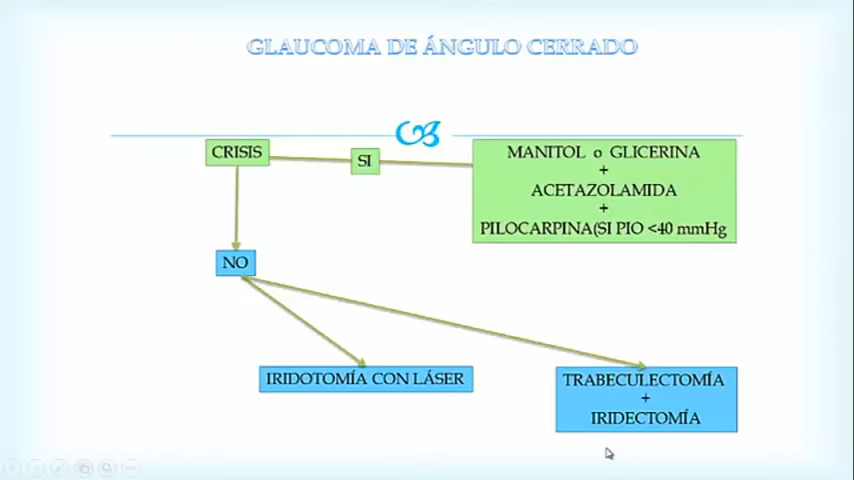 GLAUCOMA DE ÁNGULO CERRADO
CRISIS
SI
MANITOL o GLICERINA
+
ACETAZOLAMIDA
+
PILOCARPINA(SI PIO <40 mmHg
NO
IRIDOTOMÍA CON LÁSER
TRABECULECTOMÍA
+
IRIDECTOMÍA